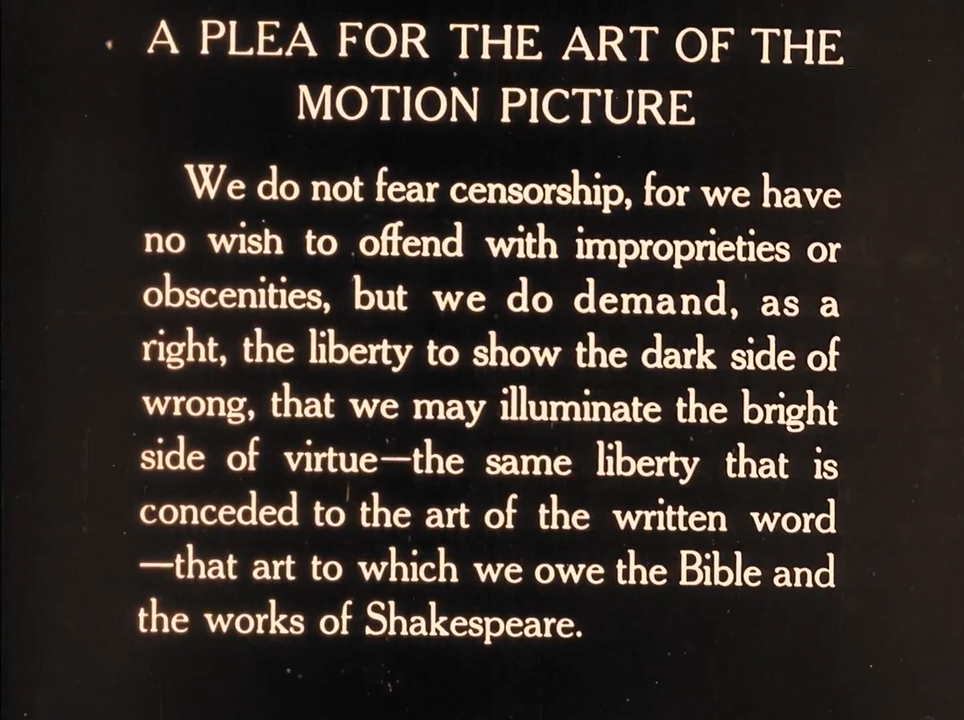 A PLEA FOR THE ART OF THE
MOTION PICTURE
We do not fear censorship, for we have
no wish to offend with improprieties or
obscenities, but we do demand, as a
right, the liberty to show the dark side of
wrong, that we may illuminate the bright
side of virtue—the same liberty that is
conceded to the art of the written word
—that art to which we owe the Bible and
the works of Shakespeare.